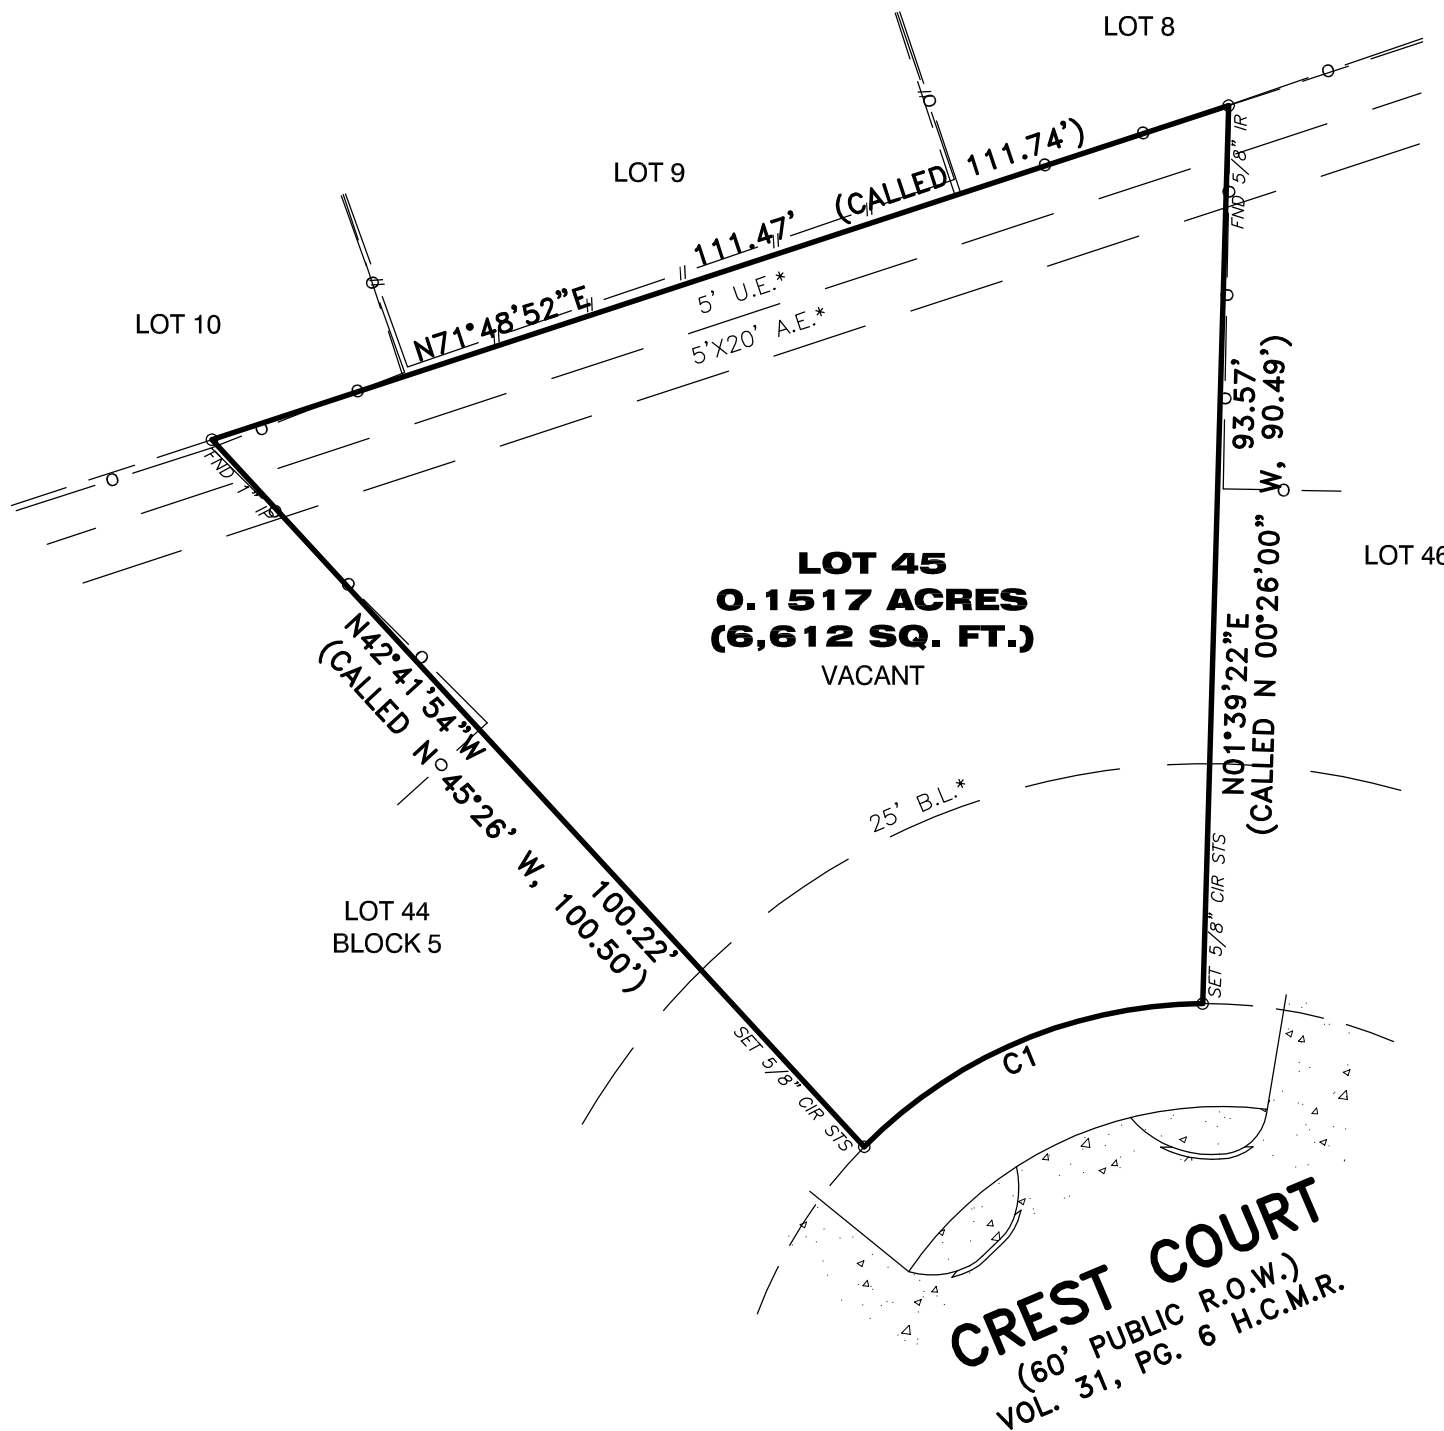 LOT 8
LOT 9
LOT 10
N71°48'52"E 111.47' (CALLED 111.74')
5' U.E.*
5'X20' A.E.*
FND 5/8" IR
FND 1" IP
93.57'
N01°39'22"E
(CALLED N 00°26'00" W, 90.49')
LOT 46
LOT 45
0.1517 ACRES
(6,612 SQ. FT.)
VACANT
N42°41'54"W 100.22'
(CALLED N 45°26' W, 100.50')
25' B.L.*
LOT 44
BLOCK 5
SET 5/8" CIR STS
SET 5/8" CIR STS
C1
CREST COURT
(60' PUBLIC R.O.W.)
VOL. 31, PG. 6 H.C.M.R.